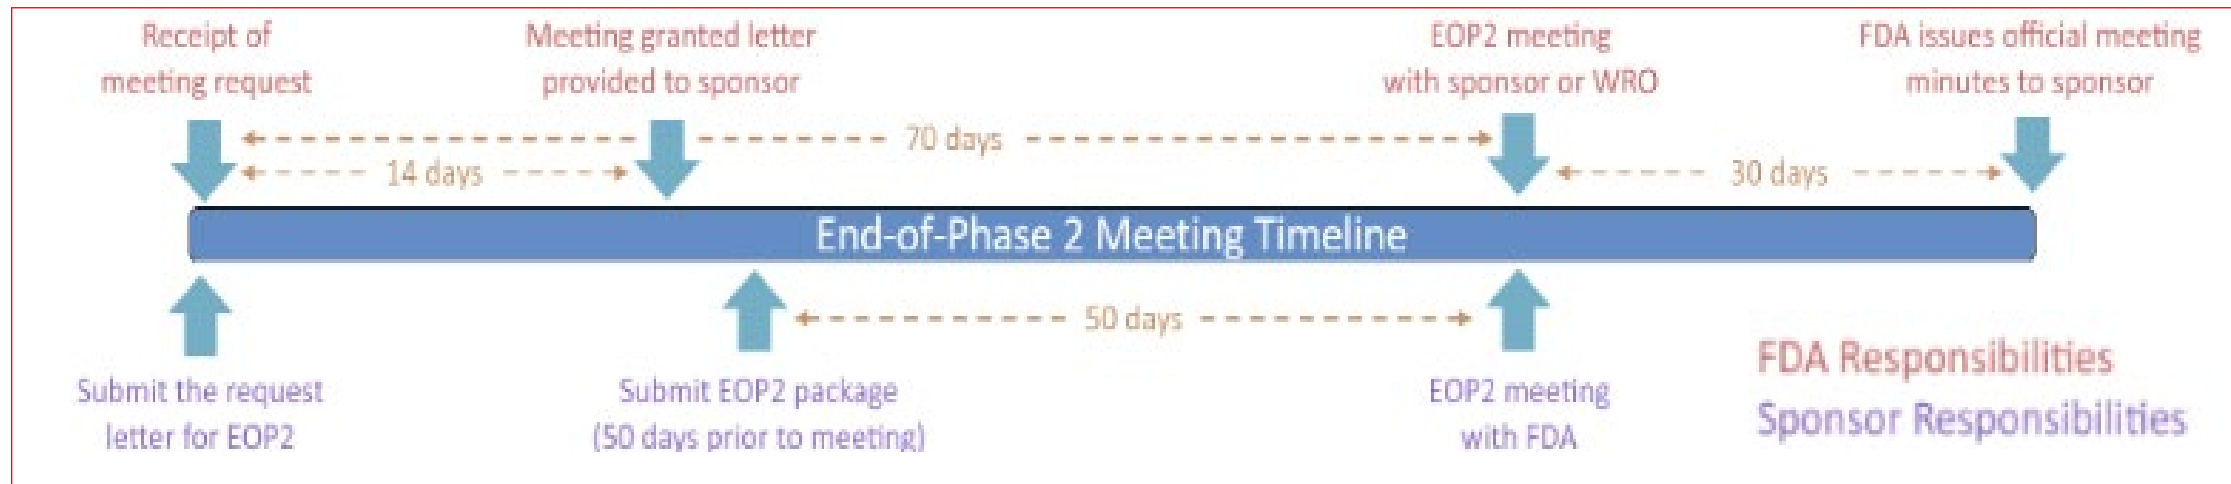 Receipt of
meeting request
Meeting granted letter
provided to sponsor
EOP2 meeting
with sponsor or WRO
FDA issues official meeting
minutes to sponsor
70 days
14 days
30 days
End-of-Phase 2 Meeting Timeline
50 days
Submit the request
letter for EOP2
Submit EOP2 package
(50 days prior to meeting)
EOP2 meeting
with FDA
FDA Responsibilities
Sponsor Responsibilities